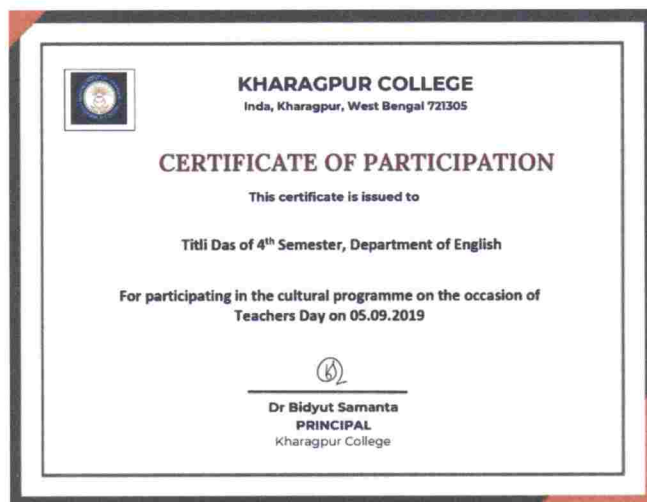 KHARAGPUR COLLEGE
Inda, Kharagpur, West Bengal 721305
CERTIFICATE OF PARTICIPATION
This certificate is issued to
Titli Das of 4th Semester, Department of English
For participating in the cultural programme on the occasion of
Teachers Day on 05.09.2019
Dr Bidyut Samanta
PRINCIPAL
Kharagpur College